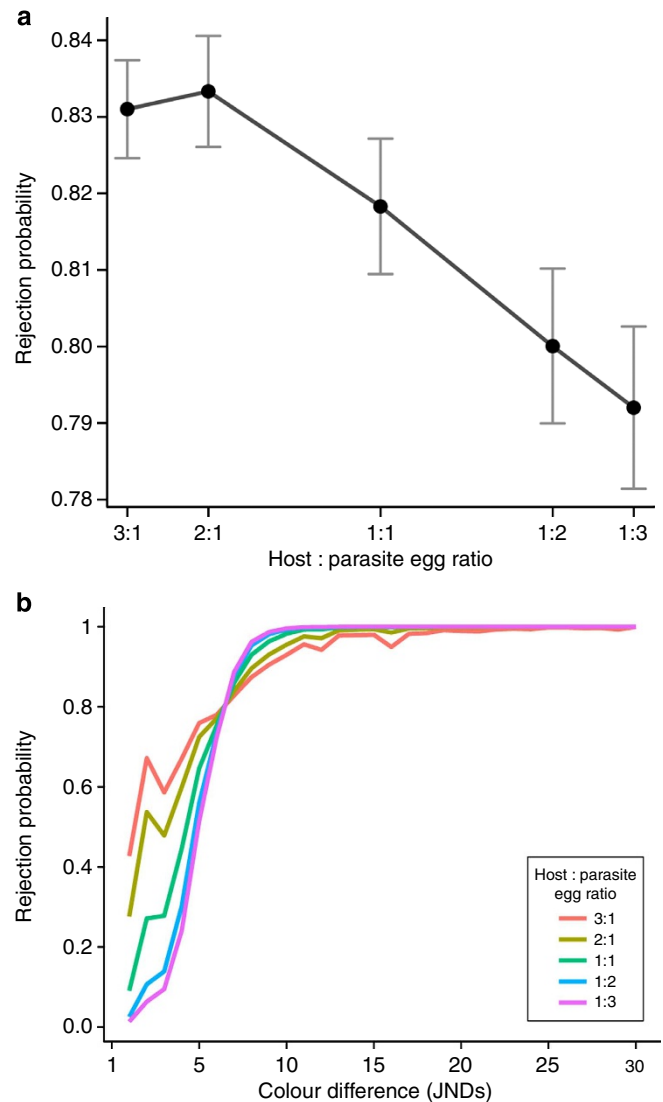 a
0.84
0.83
0.82
0.81
0.80
0.79
0.78
Rejection probability
3:1 2:1 1:1 1:2 1:3
Host : parasite egg ratio
b
1
0.8
0.6
0.4
0.2
0.0
Rejection probability
Host : parasite
egg ratio
3:1
2:1
1:1
1:2
1:3
1 5 10 15 20 25 30
Colour difference (JNDs)